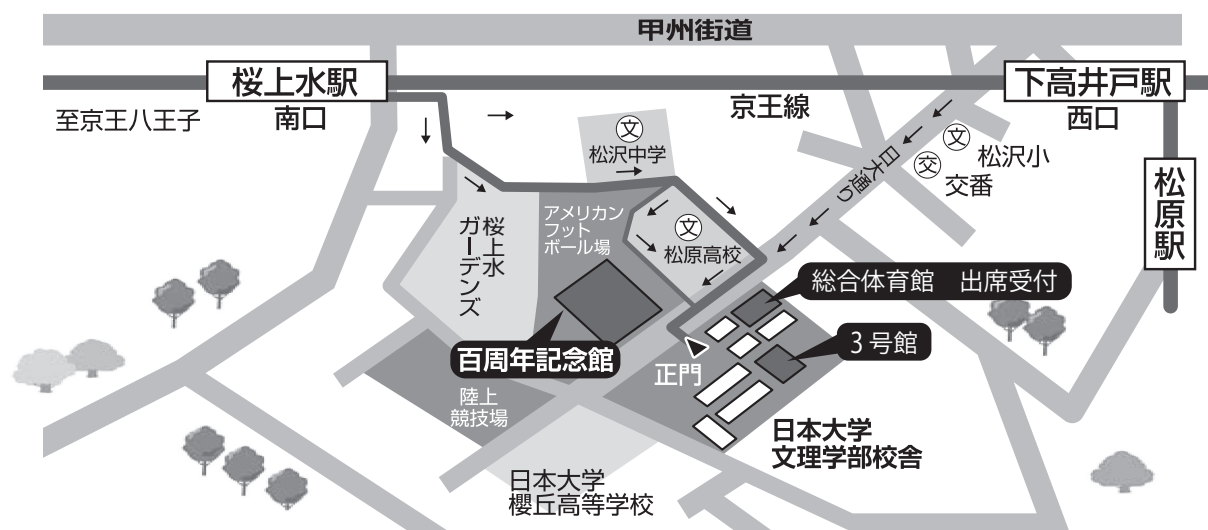 甲州街道
桜上水駅
南口
至京王八王子
京王線
下高井戸駅
西口
松原駅
文
松沢中学
文
松沢小
交
交番
日大通り
桜上水
ガーデンズ
アメリカン
フット
ボール場
文
松原高校
総合体育館　出席受付
3号館
百周年記念館
正門
陸上
競技場
日本大学
文理学部校舎
日本大学
櫻丘高等学校